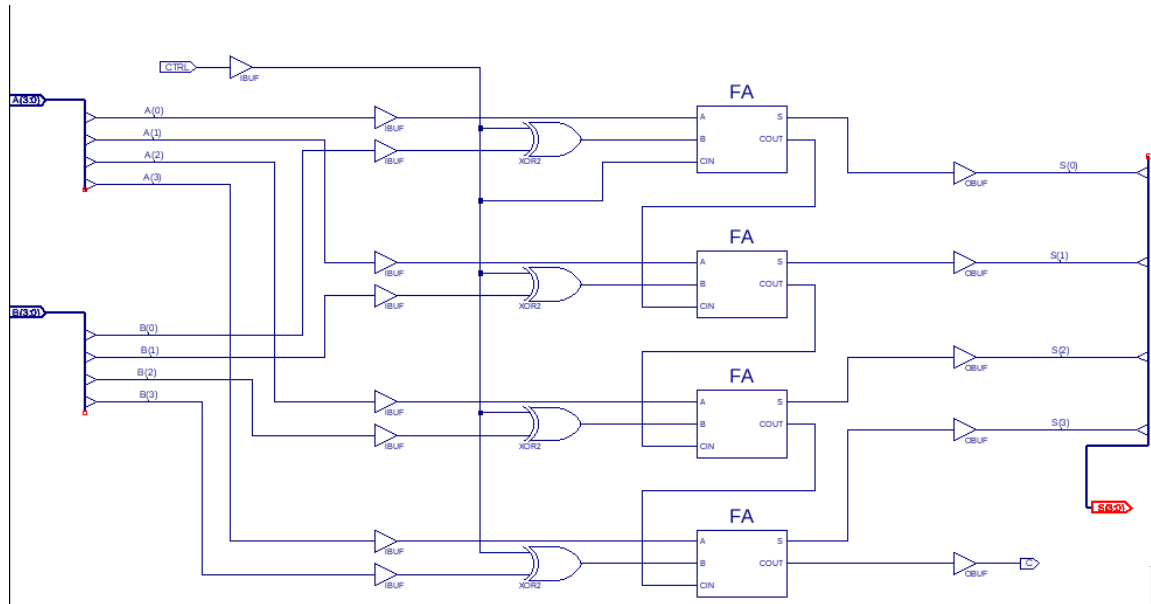 CTRL
IBUF
A(3:0)
A(0)
A(1)
A(2)
A(3)
IBUF
IBUF
XOR2
FA
A
B
CIN
S
COUT
OBUF
S(0)
B(3:0)
B(0)
B(1)
B(2)
B(3)
IBUF
IBUF
XOR2
FA
A
B
CIN
S
COUT
OBUF
S(1)
IBUF
IBUF
XOR2
FA
A
B
CIN
S
COUT
OBUF
S(2)
OBUF
S(3)
S(3:0)
IBUF
IBUF
XOR2
FA
A
B
CIN
S
COUT
OBUF
C